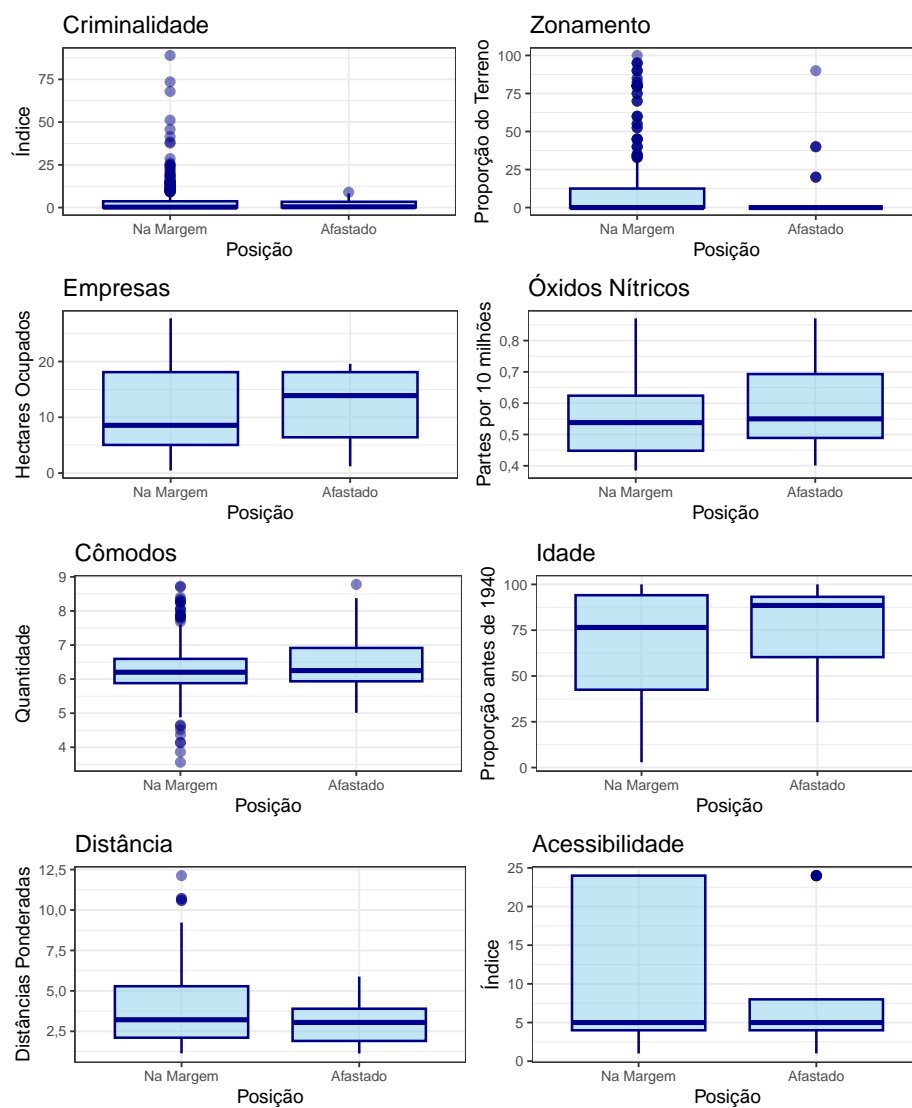 Criminalidade
Índice
75
50
25
0
Na Margem Afastado
Posição
Zonamento
Proporção do Terreno
100
75
50
25
0
Na Margem Afastado
Posição
Empresas
Hectares Ocupados
20
10
0
Na Margem Afastado
Posição
Óxidos Nítricos
Partes por 10 milhões
0,8
0,7
0,6
0,5
0,4
Na Margem Afastado
Posição
Cômodos
Quantidade
9
8
7
6
5
4
Na Margem Afastado
Posição
Idade
Proporção antes de 1940
100
75
50
25
0
Na Margem Afastado
Posição
Distância
Distâncias Ponderadas
12,5
10,0
7,5
5,0
2,5
Na Margem Afastado
Posição
Acessibilidade
Índice
25
20
15
10
5
0
Na Margem Afastado
Posição